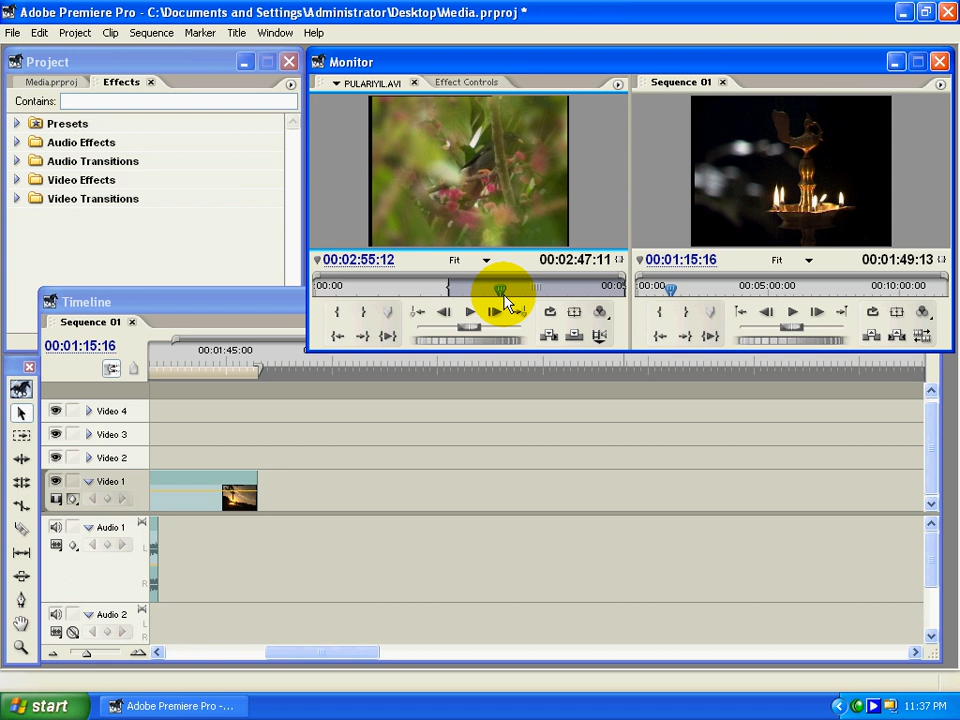 Adobe Premiere Pro - C:\Documents and Settings\Administrator\Desktop\Media.prproj *
File Edit Project Clip Sequence Marker Title Window Help
Project
Media.prproj Effects
Contains:
Presets
Audio Effects
Audio Transitions
Video Effects
Video Transitions
Monitor
PULARIYIL.AVI Effect Controls
Sequence 01
00:02:55:12 Fit 00:02:47:11
00:01:15:16 Fit 00:01:49:13
:00:00
00:00 00:05:00:00 00:10:00:00
Timeline
Sequence 01
00:01:15:16
00:01:45:00
Video 4
Video 3
Video 2
Video 1
Audio 1
L
R
Audio 2
L
R
start
Adobe Premiere Pro -...
11:37 PM